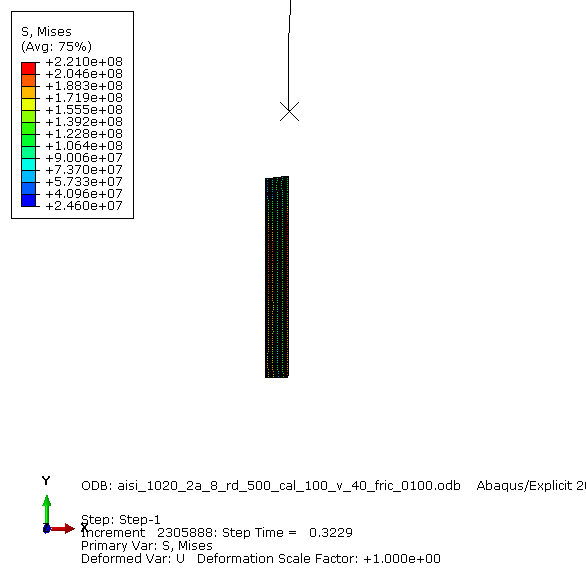 S, Mises
(Avg: 75%)
+2.210e+08
+2.046e+08
+1.883e+08
+1.719e+08
+1.555e+08
+1.392e+08
+1.228e+08
+1.064e+08
+9.006e+07
+7.370e+07
+5.733e+07
+4.096e+07
+2.460e+07
Y
X
ODB: aisi_1020_2a_8_rd_500_cal_100_v_40_fric_0100.odb Abaqus/Explicit
Step: Step-1
Increment 2305888: Step Time = 0.3229
Primary Var: S, Mises
Deformed Var: U Deformation Scale Factor: +1.000e+00